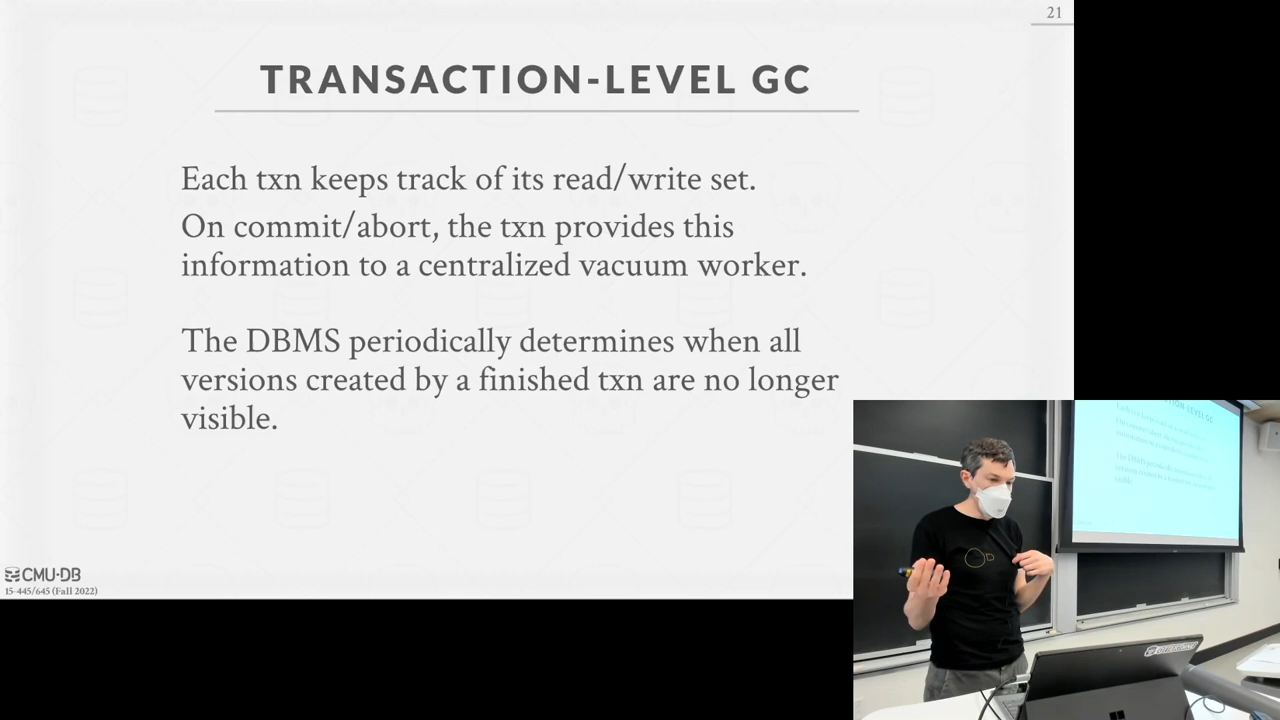 21
TRANSACTION-LEVEL GC
Each txn keeps track of its read/write set.
On commit/abort, the txn provides this
information to a centralized vacuum worker.
The DBMS periodically determines when all
versions created by a finished txn are no longer
visible.
CMU·DB
15-445/645 (Fall 2022)